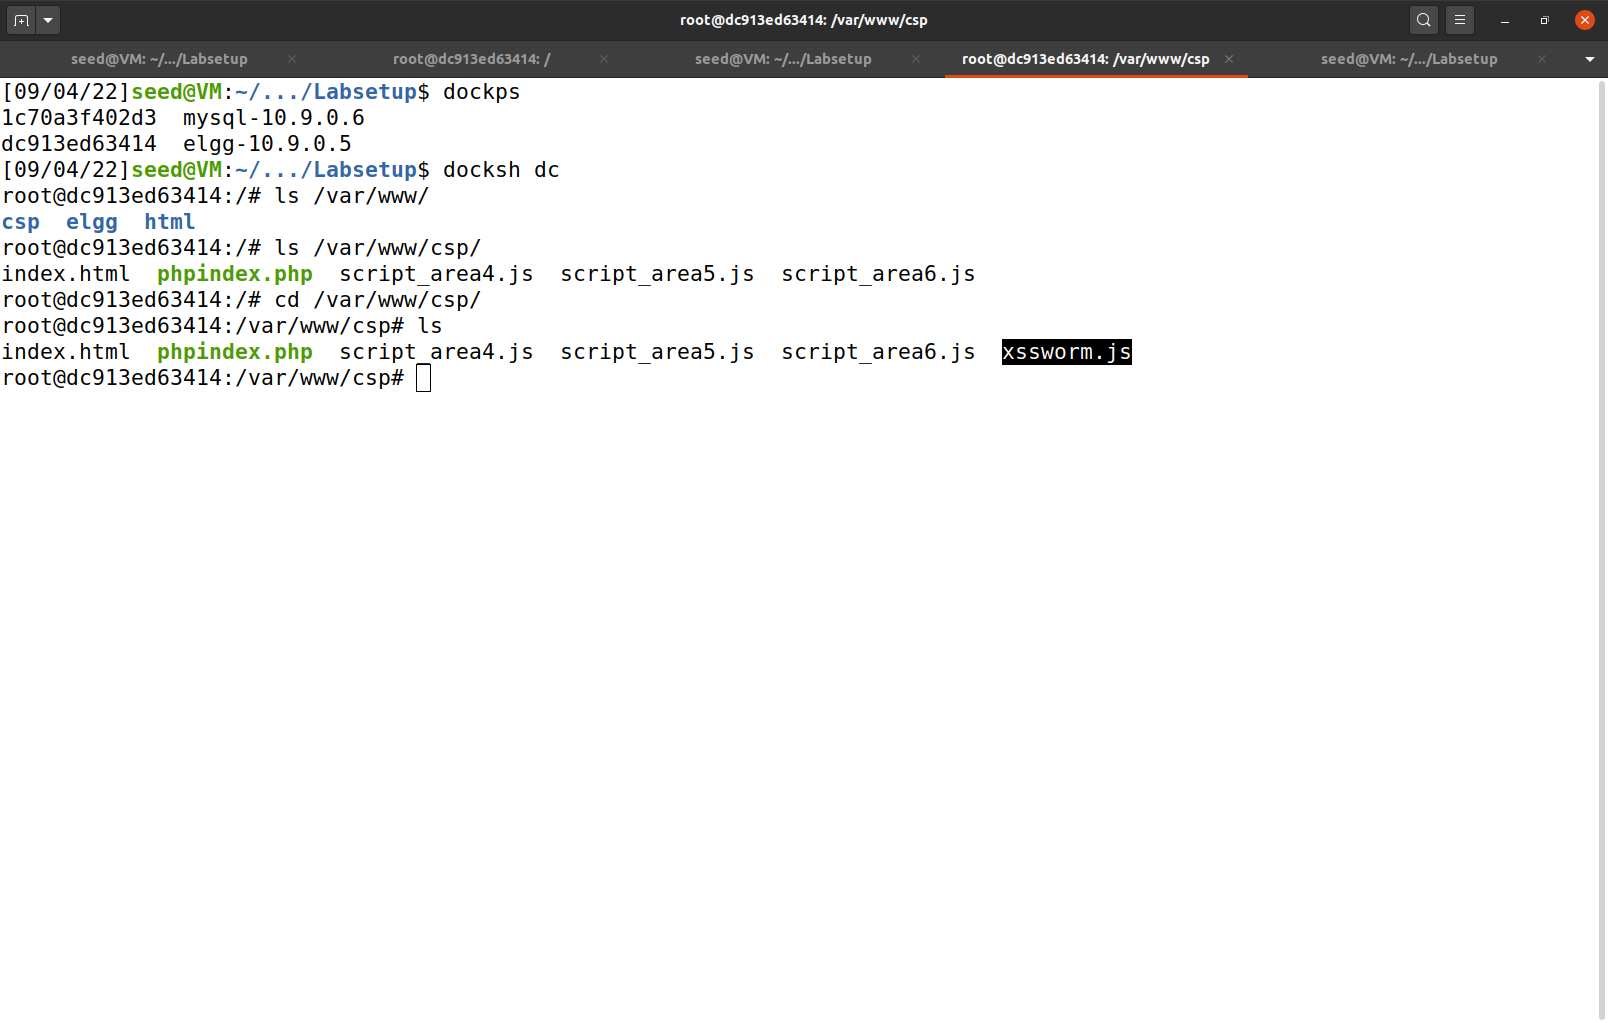 root@dc913ed63414: /var/www/csp
seed@VM: ~/.../Labsetup
root@dc913ed63414: /
seed@VM: ~/.../Labsetup
root@dc913ed63414: /var/www/csp
seed@VM: ~/.../Labsetup
[09/04/22]seed@VM:~/.../Labsetup$ dockps
1c70a3f402d3  mysql-10.9.0.6
dc913ed63414  elgg-10.9.0.5
[09/04/22]seed@VM:~/.../Labsetup$ docksh dc
root@dc913ed63414:/# ls /var/www/
csp  elgg  html
root@dc913ed63414:/# ls /var/www/csp/
index.html  phpindex.php  script_area4.js  script_area5.js  script_area6.js
root@dc913ed63414:/# cd /var/www/csp/
root@dc913ed63414:/var/www/csp# ls
index.html  phpindex.php  script_area4.js  script_area5.js  script_area6.js  xssworm.js
root@dc913ed63414:/var/www/csp#